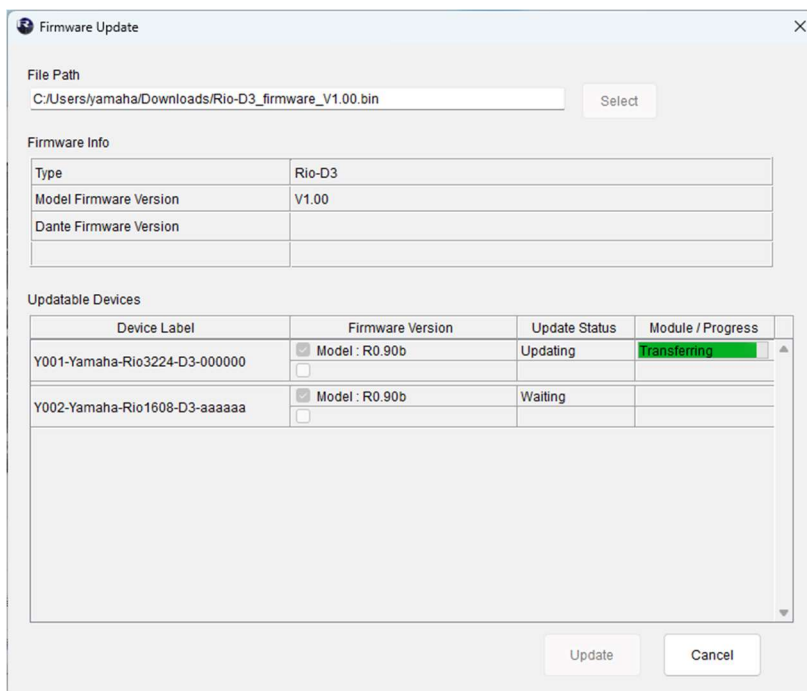 Firmware Update
File Path
C:/Users/yamaha/Downloads/Rio-D3_firmware_V1.00.bin
Select
Firmware Info
Type Rio-D3
Model Firmware Version V1.00
Dante Firmware Version
Updatable Devices
Device Label Firmware Version Update Status Module / Progress
Y001-Yamaha-Rio3224-D3-000000 Model : R0.90b Updating Transferring
Y002-Yamaha-Rio1608-D3-aaaaaa Model : R0.90b Waiting
Update Cancel